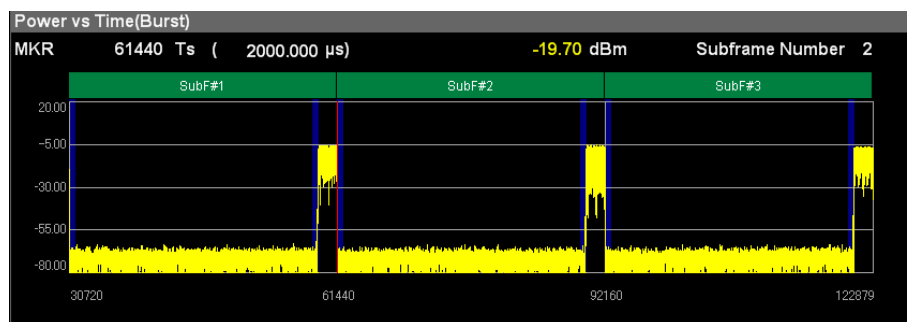 Power vs Time(Burst)
MKR 61440 Ts ( 2000.000 µs) -19.70 dBm Subframe Number 2
SubF#1 SubF#2 SubF#3
20.00
-5.00
-30.00
-55.00
-80.00
30720 61440 92160 122879